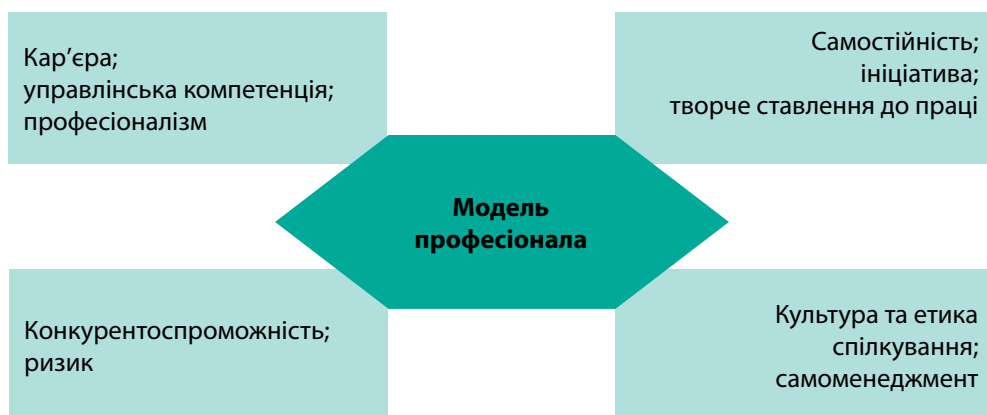 Кар’єра;
управлінська компетенція;
професіоналізм
Самостійність;
ініціатива;
творче ставлення до праці
Модель
професіонала
Конкурентоспроможність;
ризик
Культура та етика
спілкування;
самоменеджмент